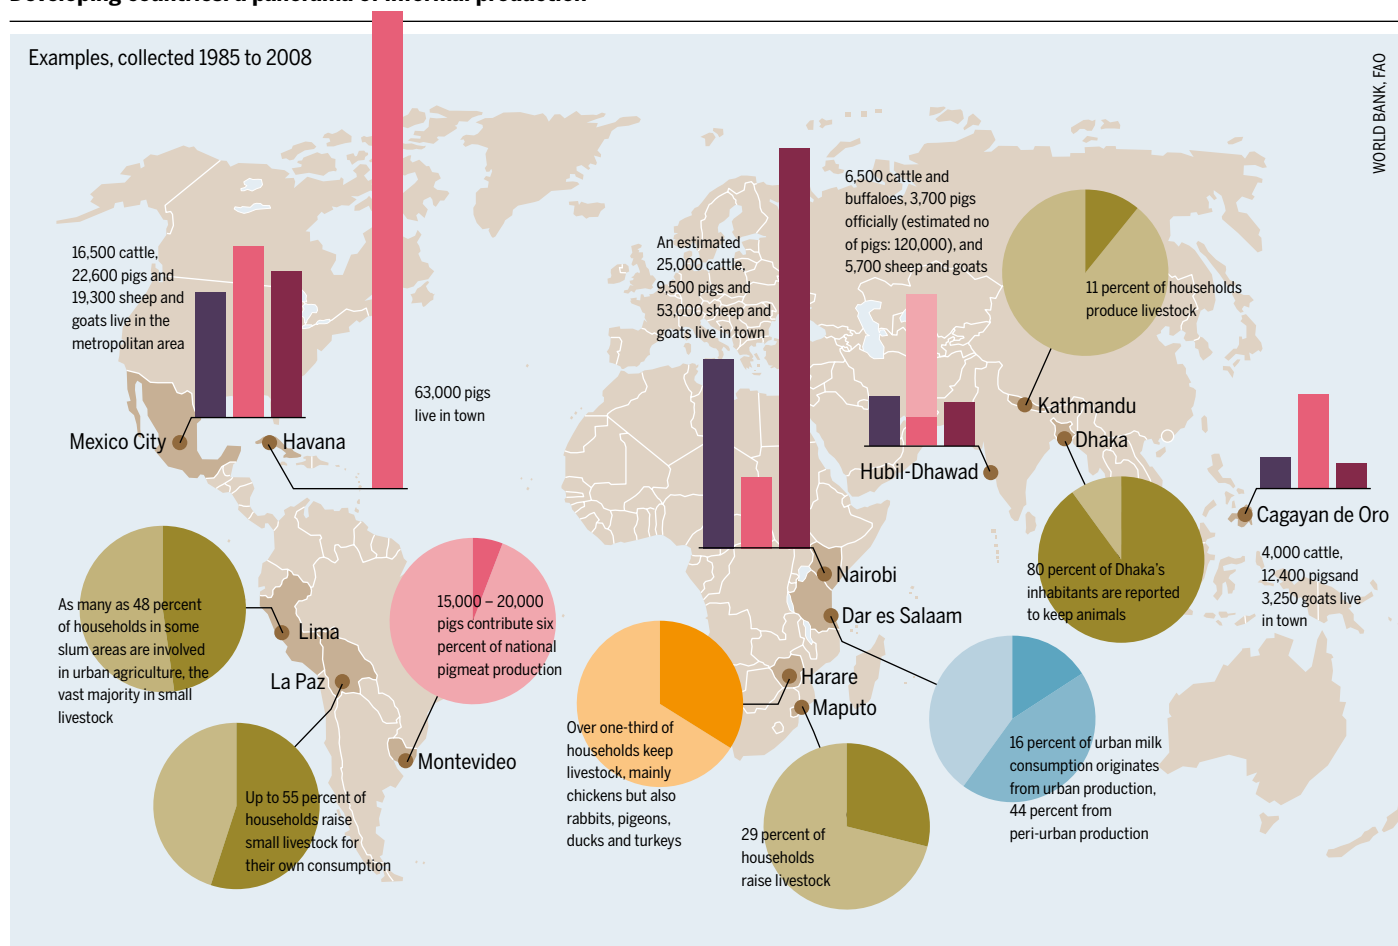 Developing countries: a panorama of informal production
Examples, collected 1985 to 2008
WORLD BANK, FAO
16,500 cattle,
22,600 pigs and
19,300 sheep and
goats live in the
metropolitan area
Mexico City
Havana
63,000 pigs
live in town
An estimated
25,000 cattle,
9,500 pigs and
53,000 sheep and
goats live in town
6,500 cattle and
buffaloes, 3,700 pigs
officially (estimated no
of pigs: 120,000), and
5,700 sheep and goats
11 percent of households
produce livestock
Kathmandu
Dhaka
Hubil-Dhawad
Cagayan de Oro
4,000 cattle,
12,400 pigsand
3,250 goats live
in town
80 percent of Dhaka’s
inhabitants are reported
to keep animals
Nairobi
Dar es Salaam
Harare
Maputo
As many as 48 percent
of households in some
slum areas are involved
in urban agriculture, the
vast majority in small
livestock
Lima
La Paz
15,000 – 20,000
pigs contribute six
percent of national
pigmeat production
Montevideo
Up to 55 percent of
households raise
small livestock for
their own consumption
Over one-third of
households keep
livestock, mainly
chickens but also
rabbits, pigeons,
ducks and turkeys
29 percent of
households
raise livestock
16 percent of urban milk
consumption originates
from urban production,
44 percent from
peri-urban production